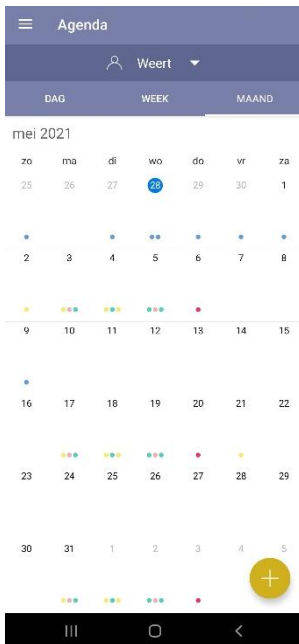 Agenda
Weert
DAG WEEK MAAND
mei 2021
zo ma di wo do vr za
25 26 27 28 29 30 1
2 3 4 5 6 7 8
9 10 11 12 13 14 15
16 17 18 19 20 21 22
23 24 25 26 27 28 29
30 31 1 2 3 4 5